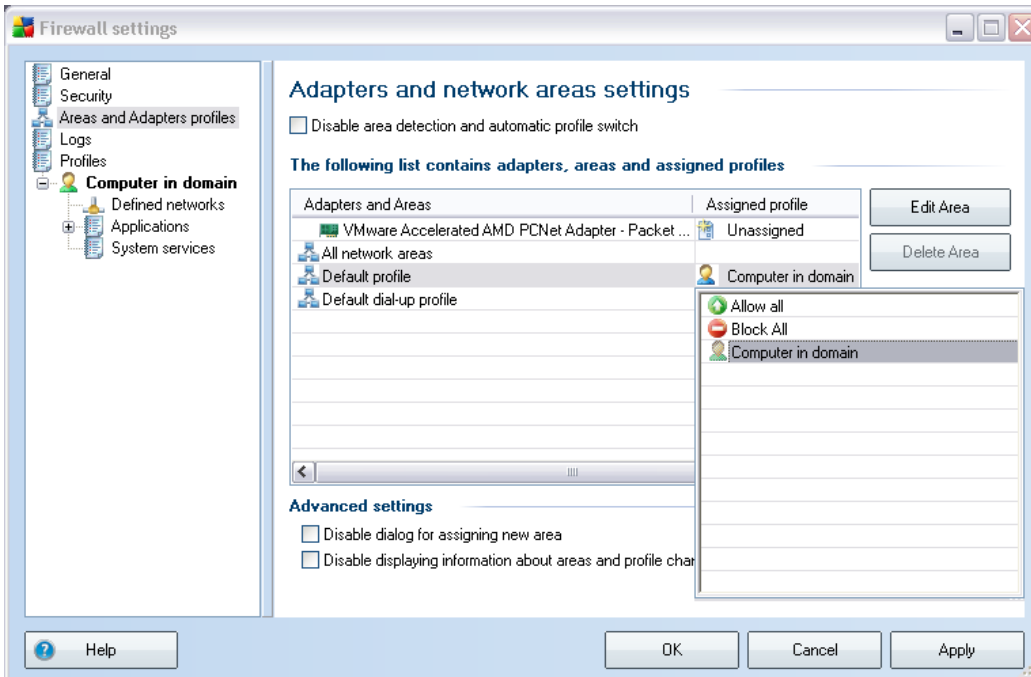 Firewall settings
General
Security
Areas and Adapters profiles
Logs
Profiles
Computer in domain
Defined networks
Applications
System services
Adapters and network areas settings
Disable area detection and automatic profile switch
The following list contains adapters, areas and assigned profiles
Adapters and Areas Assigned profile
VMware Accelerated AMD PCNet Adapter - Packet ... Unassigned
All network areas
Default profile Computer in domain
Default dial-up profile
Allow all
Block All
Computer in domain
Edit Area
Delete Area
Advanced settings
Disable dialog for assigning new area
Disable displaying information about areas and profile char
Help
OK
Cancel
Apply